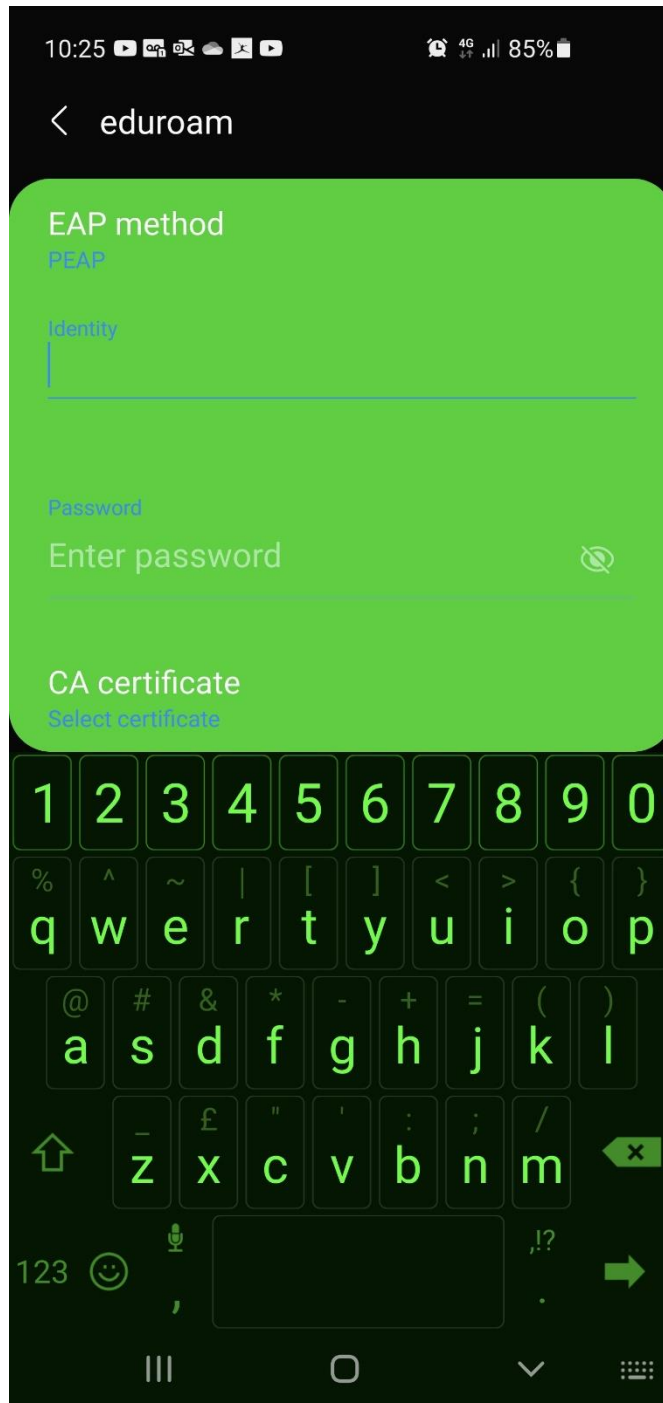 10:25 4G 85%
eduroam
EAP method
PEAP
Identity
Password
Enter password
CA certificate
Select certificate
1 2 3 4 5 6 7 8 9 0
% ^ ~ | [ ] < > { }
q w e r t y u i o p
@ # & * - + = ( )
a s d f g h j k l
_ £ " ' : ; /
z x c v b n m
,!?
123 , .